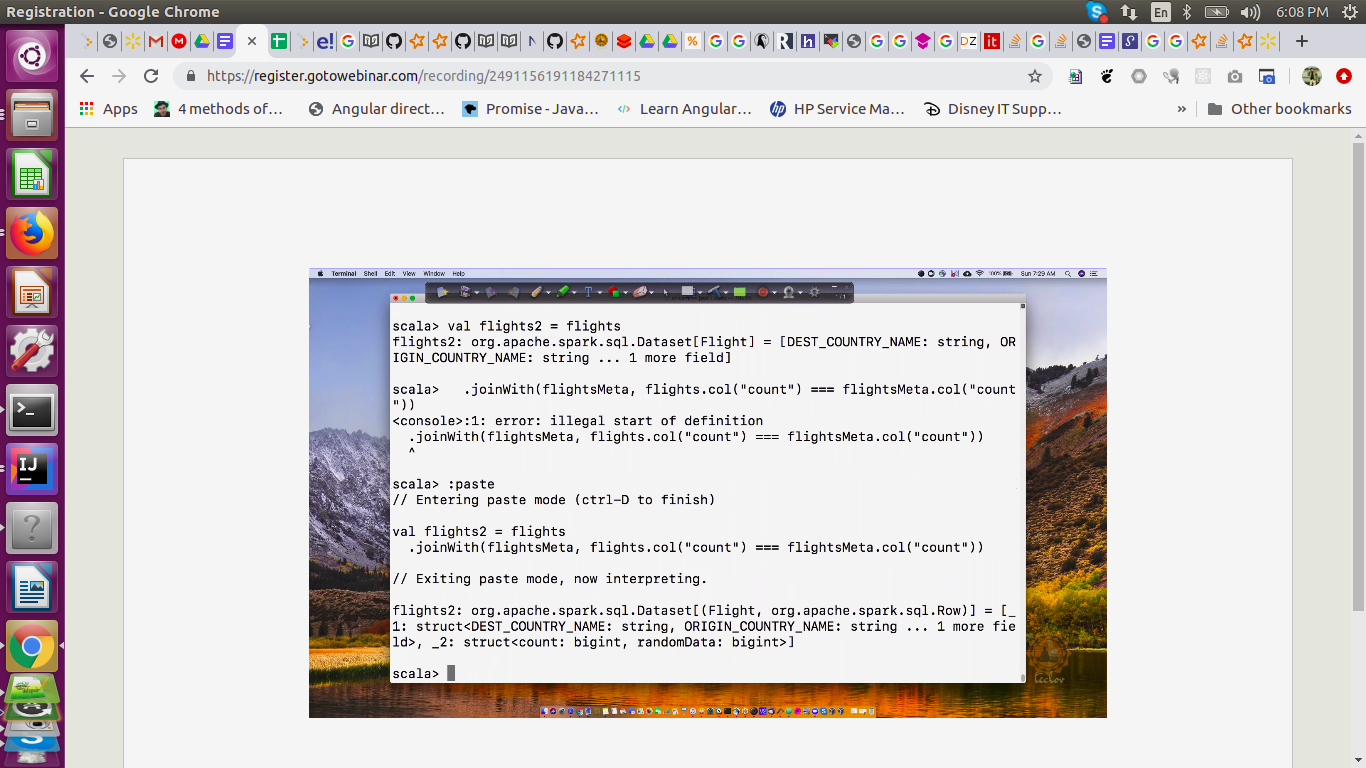 Registration - Google Chrome
En
6:08 PM
https://register.gotowebinar.com/recording/2491156191184271115
Apps
4 methods of…
Angular direct…
Promise - Java…
Learn Angular…
HP Service Ma…
Disney IT Supp…
»
Other bookmarks
Terminal Shell Edit View Window Help
100%
Sun 7:29 AM
scala> val flights2 = flights
flights2: org.apache.spark.sql.Dataset[Flight] = [DEST_COUNTRY_NAME: string, OR
IGIN_COUNTRY_NAME: string ... 1 more field]
scala>   .joinWith(flightsMeta, flights.col("count") === flightsMeta.col("count
"))
<console>:1: error: illegal start of definition
  .joinWith(flightsMeta, flights.col("count") === flightsMeta.col("count"))
  ^
scala> :paste
// Entering paste mode (ctrl-D to finish)
val flights2 = flights
  .joinWith(flightsMeta, flights.col("count") === flightsMeta.col("count"))
// Exiting paste mode, now interpreting.
flights2: org.apache.spark.sql.Dataset[(Flight, org.apache.spark.sql.Row)] = [_
1: struct<DEST_COUNTRY_NAME: string, ORIGIN_COUNTRY_NAME: string ... 1 more fie
ld>, _2: struct<count: bigint, randomData: bigint>]
scala>